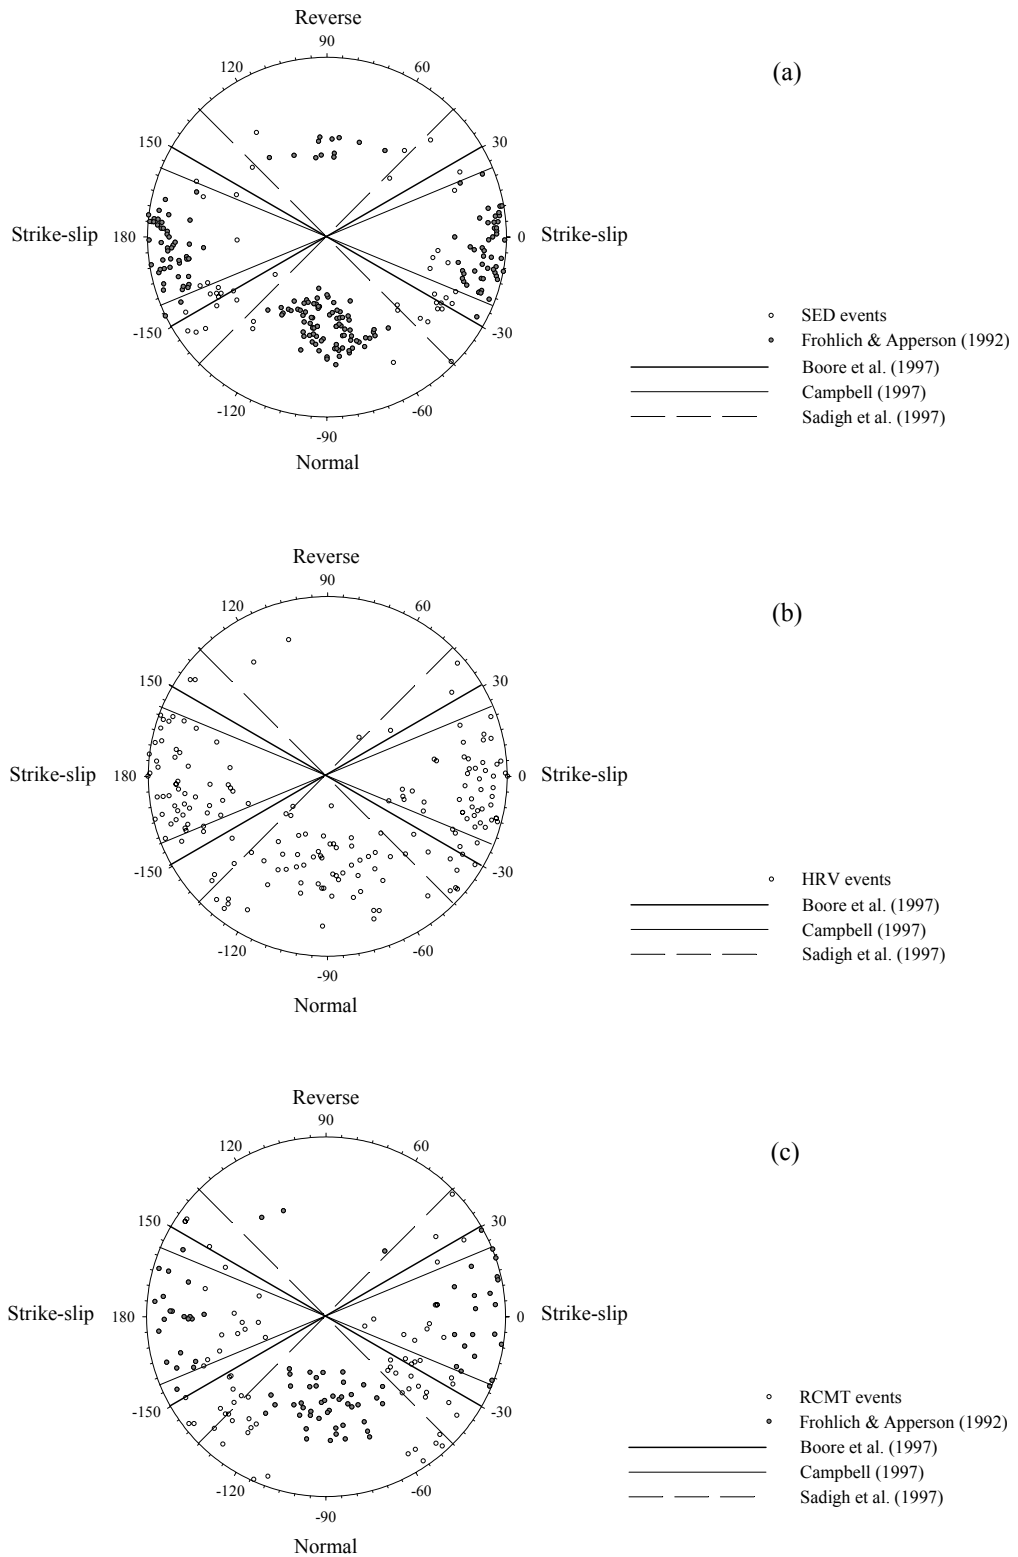 Reverse
90
120
60
(a)
150
30
Strike-slip
180
0
Strike-slip
-150
-30
-120
-60
-90
Normal
SED events
Frohlich & Apperson (1992)
Boore et al. (1997)
Campbell (1997)
Sadigh et al. (1997)
Reverse
90
120
60
(b)
150
30
Strike-slip
180
0
Strike-slip
-150
-30
-120
-60
-90
Normal
HRV events
Boore et al. (1997)
Campbell (1997)
Sadigh et al. (1997)
Reverse
90
120
60
(c)
150
30
Strike-slip
180
0
Strike-slip
-150
-30
-120
-60
-90
Normal
RCMT events
Frohlich & Apperson (1992)
Boore et al. (1997)
Campbell (1997)
Sadigh et al. (1997)